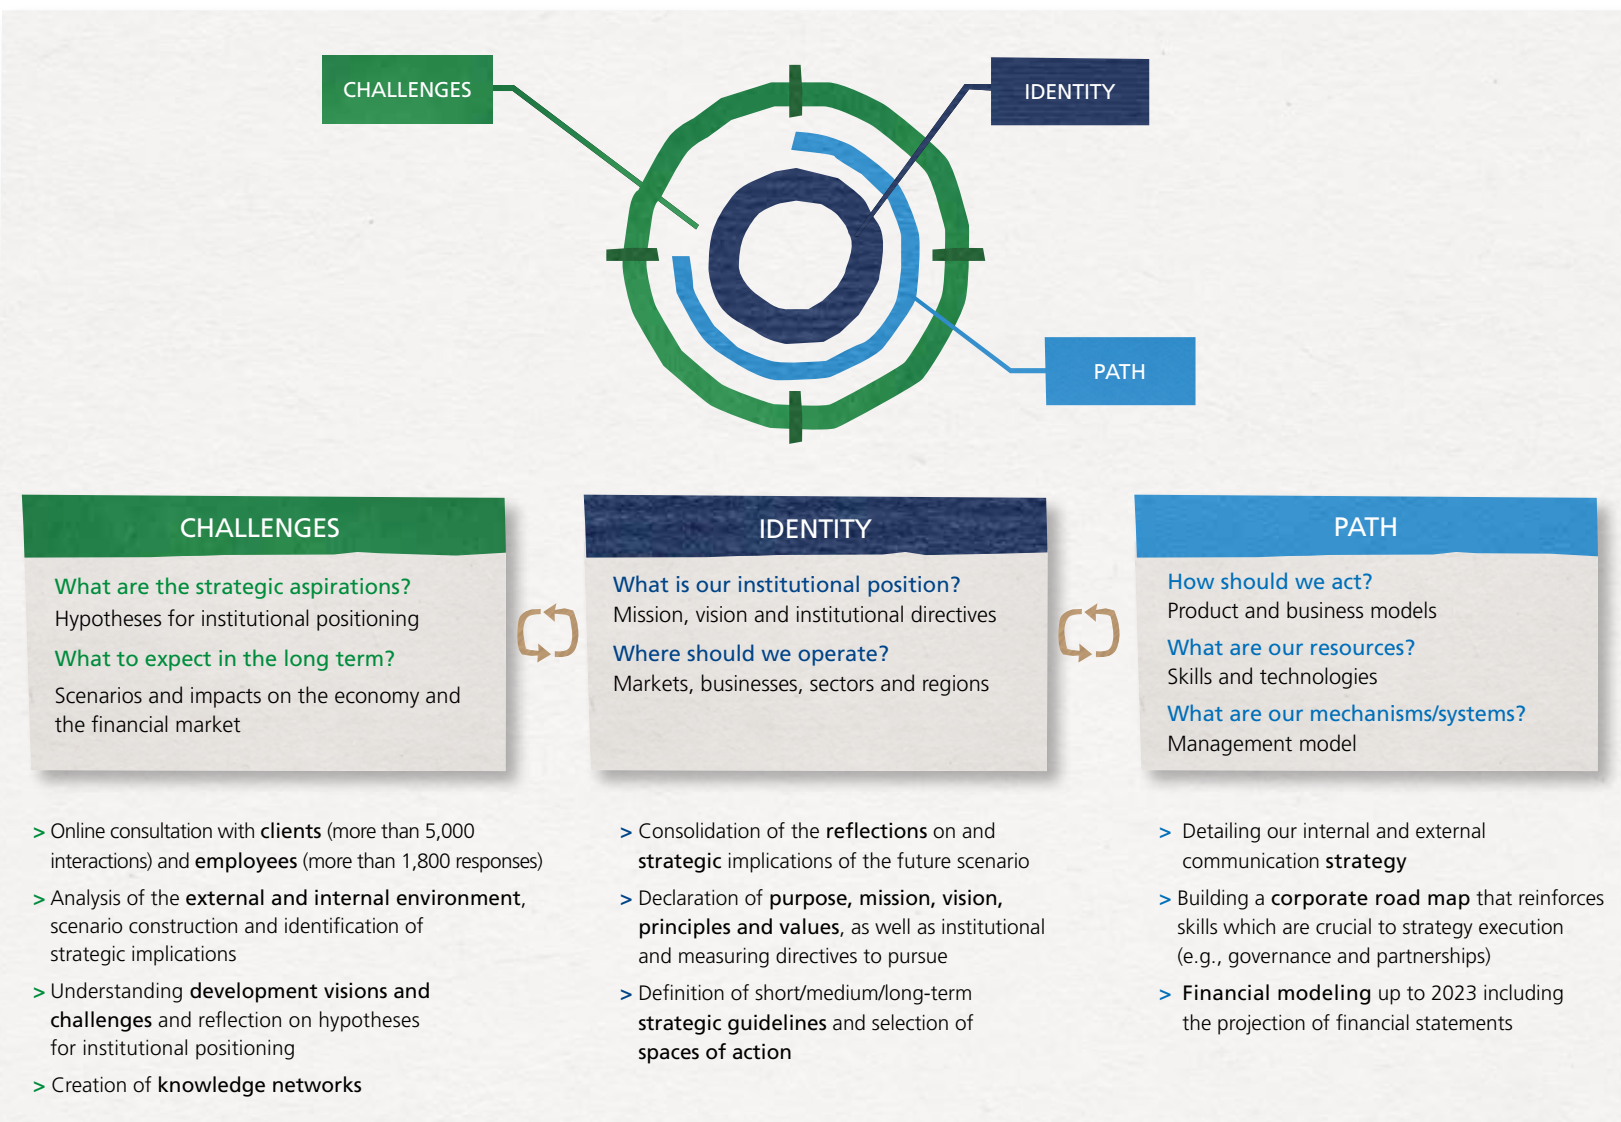 CHALLENGES
IDENTITY
PATH
CHALLENGES
What are the strategic aspirations?
Hypotheses for institutional positioning
What to expect in the long term?
Scenarios and impacts on the economy and
the financial market
IDENTITY
What is our institutional position?
Mission, vision and institutional directives
Where should we operate?
Markets, businesses, sectors and regions
PATH
How should we act?
Product and business models
What are our resources?
Skills and technologies
What are our mechanisms/systems?
Management model
> Online consultation with clients (more than 5,000
interactions) and employees (more than 1,800 responses)
> Analysis of the external and internal environment,
scenario construction and identification of
strategic implications
> Understanding development visions and
challenges and reflection on hypotheses
for institutional positioning
> Creation of knowledge networks
> Consolidation of the reflections on and
strategic implications of the future scenario
> Declaration of purpose, mission, vision,
principles and values, as well as institutional
and measuring directives to pursue
> Definition of short/medium/long-term
strategic guidelines and selection of
spaces of action
> Detailing our internal and external
communication strategy
> Building a corporate road map that reinforces
skills which are crucial to strategy execution
(e.g., governance and partnerships)
> Financial modeling up to 2023 including
the projection of financial statements